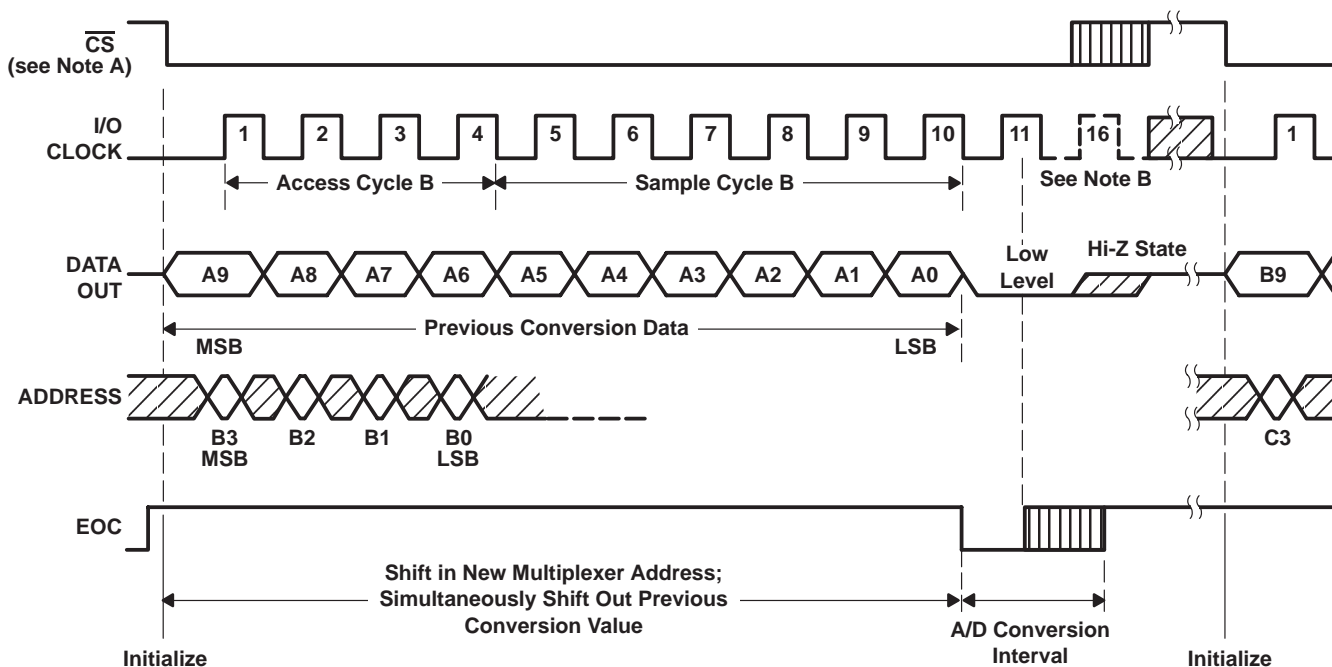 CS
(see Note A)
I/O
CLOCK
1 2 3 4 5 6 7 8 9 10 11 16 1
Access Cycle B
Sample Cycle B
See Note B
DATA
OUT
A9 A8 A7 A6 A5 A4 A3 A2 A1 A0
Low
Level
Hi-Z State
B9
Previous Conversion Data
MSB
LSB
ADDRESS
B3 B2 B1 B0
MSB
LSB
C3
EOC
Shift in New Multiplexer Address;
Simultaneously Shift Out Previous
Conversion Value
A/D Conversion
Interval
Initialize
Initialize